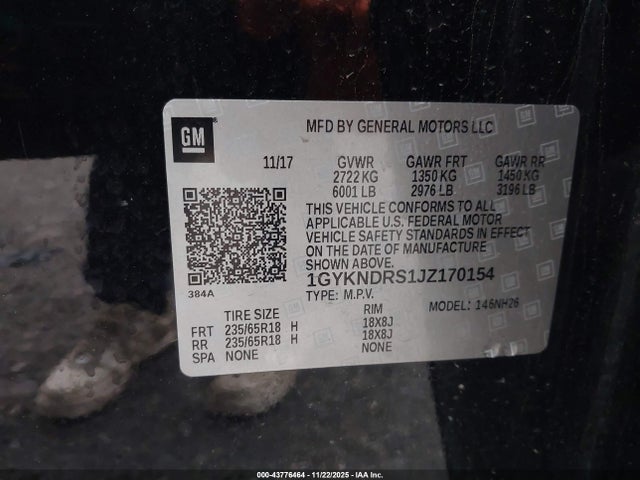 GM
MFD BY GENERAL MOTORS LLC
11/17 GVWR GAWR FRT GAWR RR
2722 KG 1350 KG 1450 KG
6001 LB 2976 LB 3196 LB
THIS VEHICLE CONFORMS TO ALL
APPLICABLE U.S. FEDERAL MOTOR
VEHICLE SAFETY STANDARDS IN EFFECT
ON THE DATE OF MANUFACTURE
SHOWN ABOVE.
384A
1GYKNDRS1JZ170154
TYPE: M.P.V. MODEL: 146NH26
TIRE SIZE RIM
FRT 235/65R18 H 18X8J
RR 235/65R18 H 18X8J
SPA NONE NONE
000-43776464 - 11/22/2025 - IAA Inc.